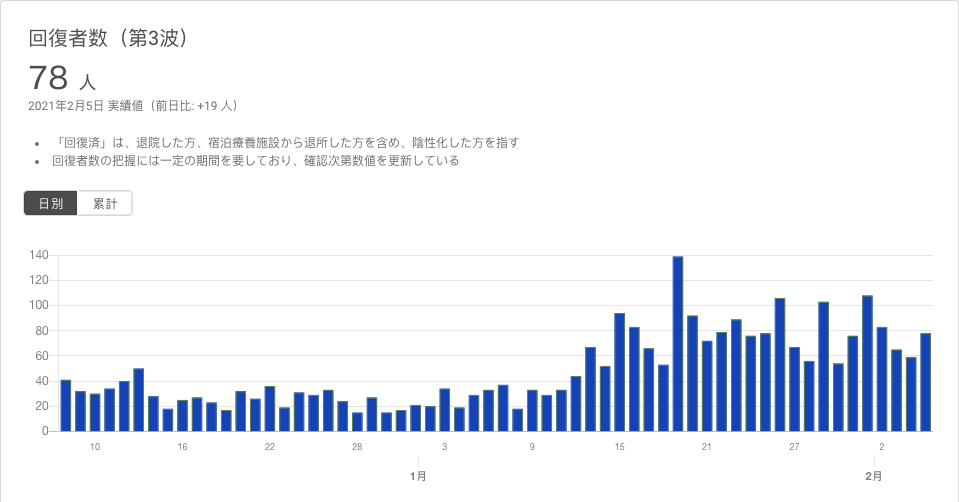 回復者数（第3波）
78 人
2021年2月5日 実績値（前日比: +19 人）
• 「回復済」は、退院した方、宿泊療養施設から退所した方を含め、陰性化した方を指す
• 回復者数の把握には一定の期間を要しており、確認次第数値を更新している
日別 累計
140
120
100
80
60
40
20
0
10 16 22 28 3 9 15 21 27 2
1月 2月